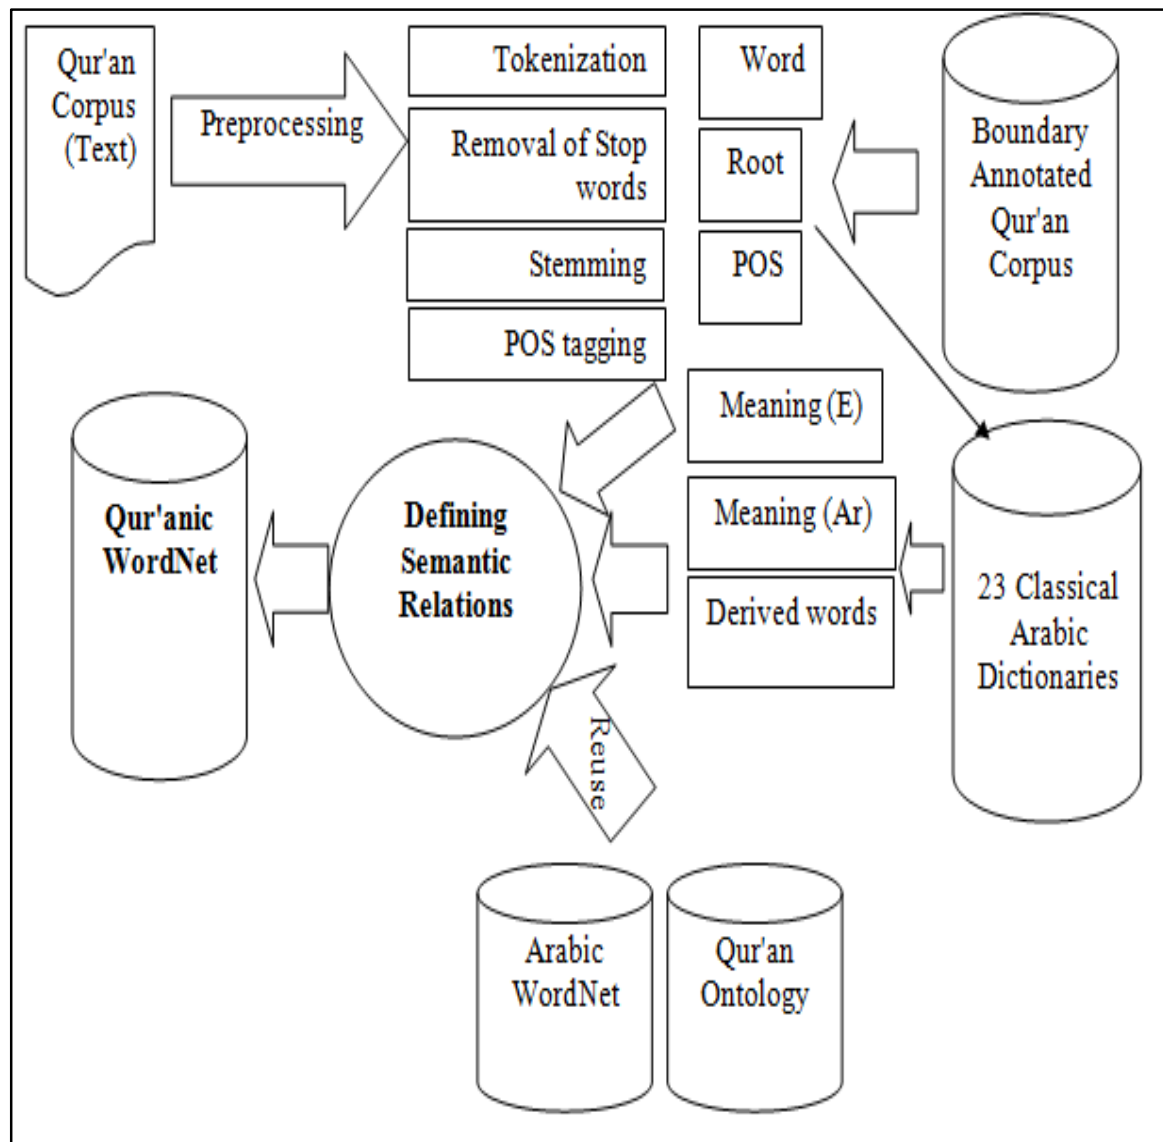 Qur'an
Corpus
(Text)
Preprocessing
Tokenization
Removal of Stop
words
Stemming
POS tagging
Word
Root
POS
Boundary
Annotated
Qur'an
Corpus
Meaning (E)
Meaning (Ar)
Derived words
23 Classical
Arabic
Dictionaries
Defining
Semantic
Relations
Qur'anic
WordNet
Reuse
Arabic
WordNet
Qur'an
Ontology